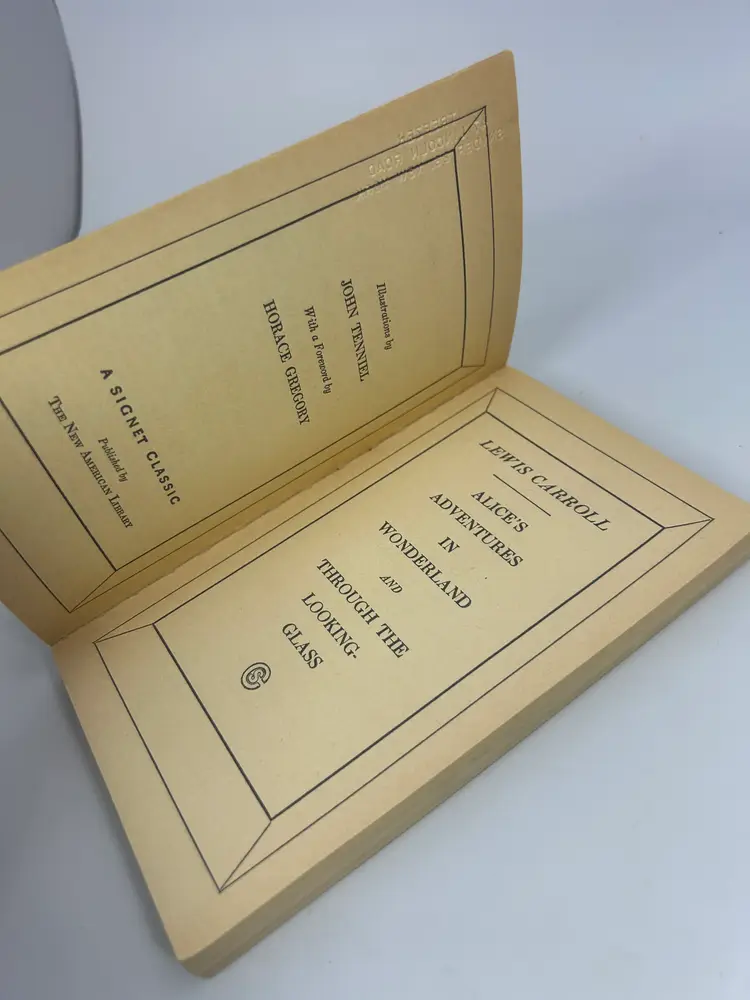 Illustrations by
JOHN TENNIEL
With a Foreword by
HORACE GREGORY
A SIGNET CLASSIC
Published by
THE NEW AMERICAN LIBRARY
LEWIS CARROLL
ALICE'S
ADVENTURES
IN
WONDERLAND
AND
THROUGH THE
LOOKING-
GLASS